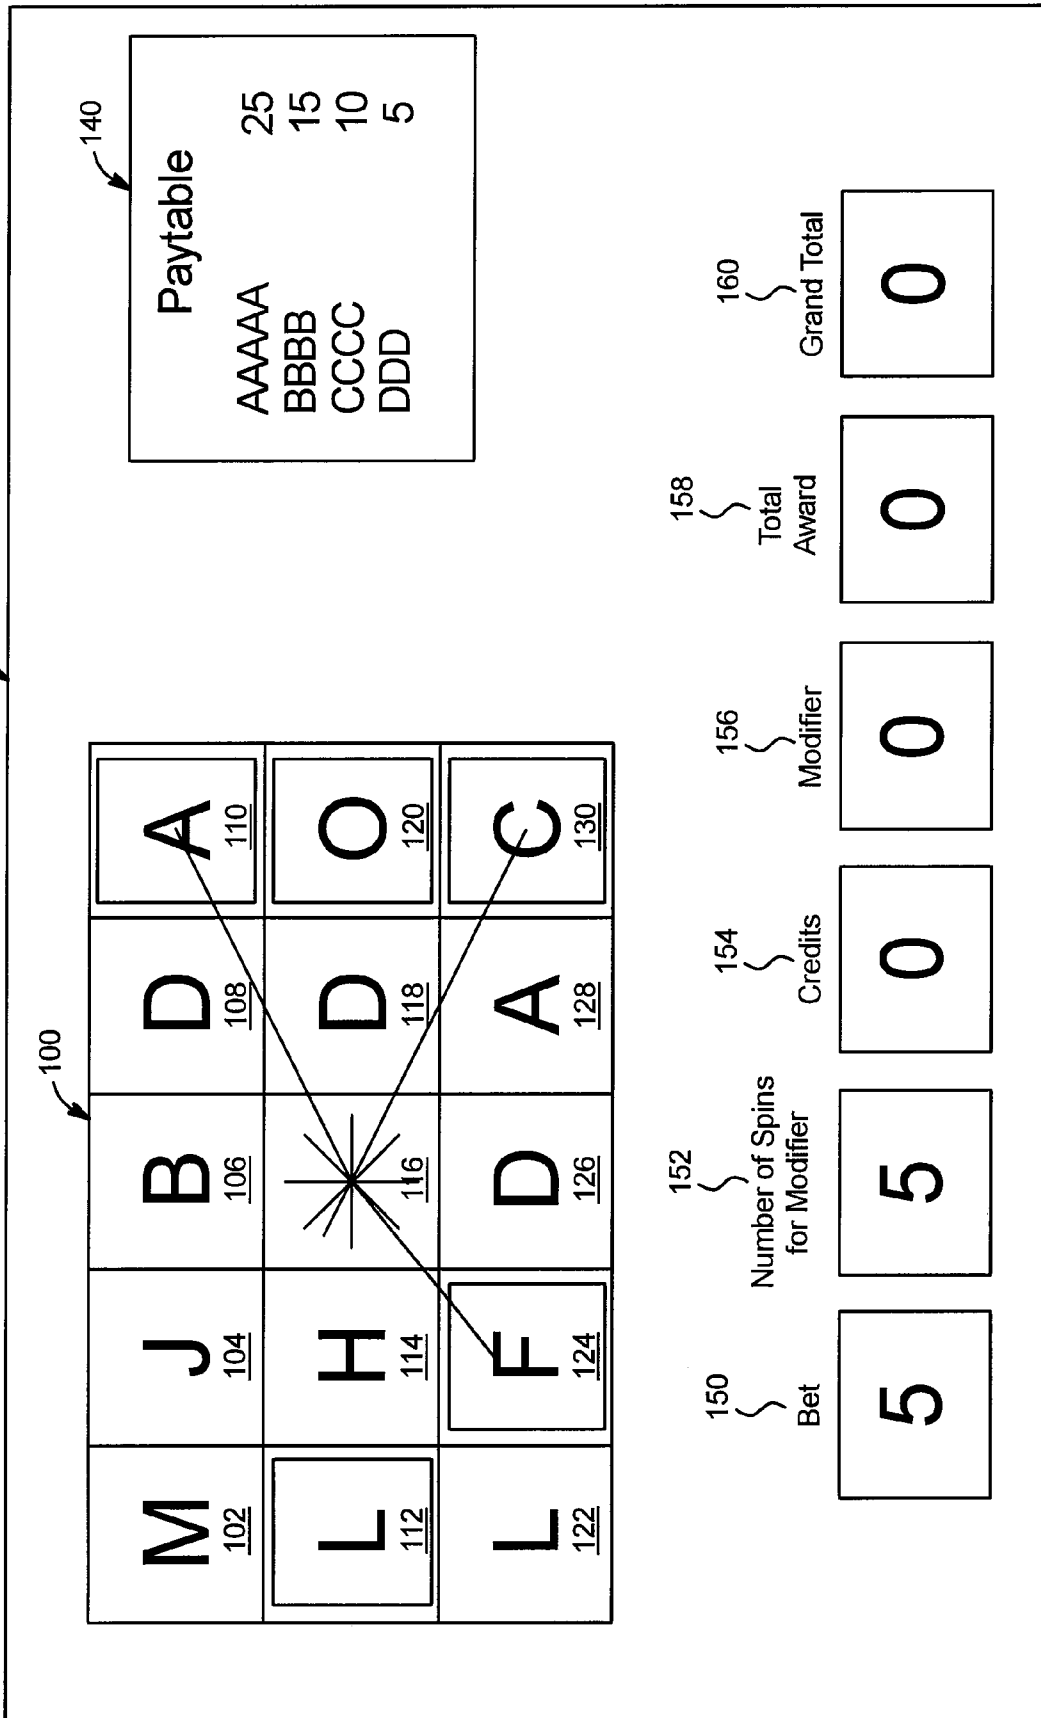 100
M J B D A
102 104 106 108 110
L H D O
112 114 116 118 120
L F D A C
122 124 126 128 130
140
Paytable
AAAAA 25
BBBB 15
CCCC 10
DDD 5
150
Bet
5
152
Number of Spins
for Modifier
5
154
Credits
0
156
Modifier
0
158
Total
Award
0
160
Grand Total
0